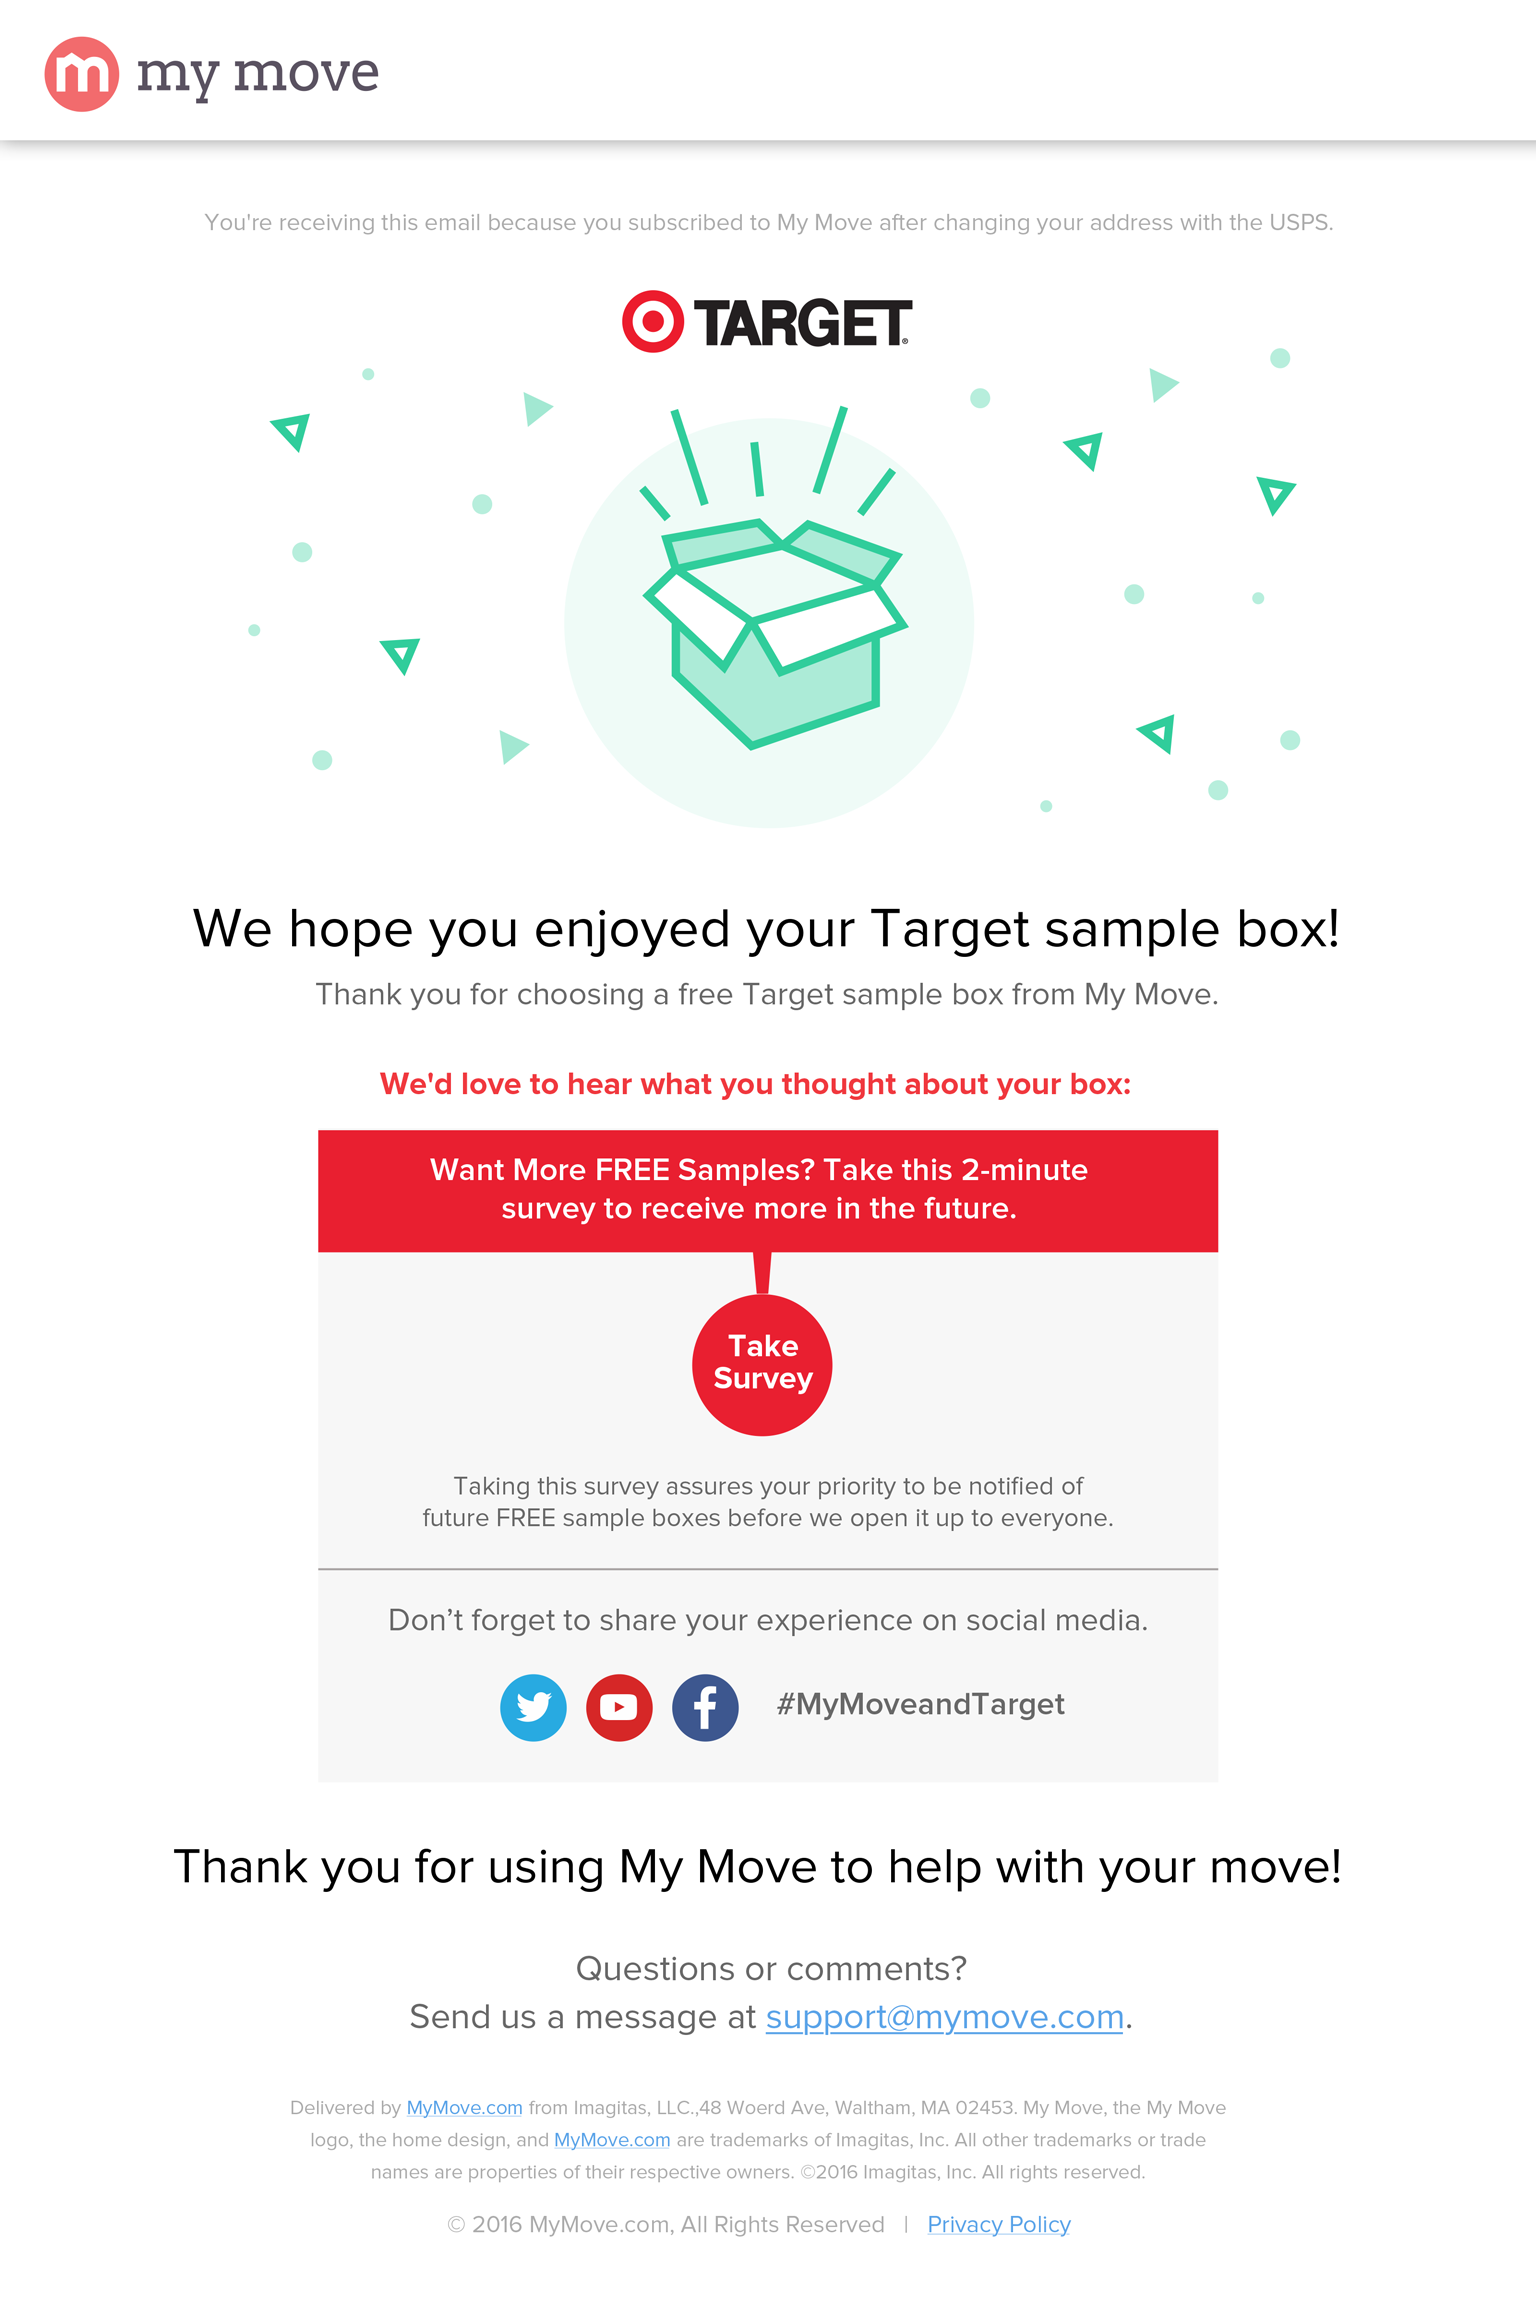 my move
You're receiving this email because you subscribed to My Move after changing your address with the USPS.
TARGET®
We hope you enjoyed your Target sample box!
Thank you for choosing a free Target sample box from My Move.
We'd love to hear what you thought about your box:
Want More FREE Samples? Take this 2-minute
survey to receive more in the future.
Take
Survey
Taking this survey assures your priority to be notified of
future FREE sample boxes before we open it up to everyone.
Don’t forget to share your experience on social media.
#MyMoveandTarget
Thank you for using My Move to help with your move!
Questions or comments?
Send us a message at support@mymove.com.
Delivered by MyMove.com from Imagitas, LLC.,48 Woerd Ave, Waltham, MA 02453. My Move, the My Move
logo, the home design, and MyMove.com are trademarks of Imagitas, Inc. All other trademarks or trade
names are properties of their respective owners. ©2016 Imagitas, Inc. All rights reserved.
© 2016 MyMove.com, All Rights Reserved | Privacy Policy